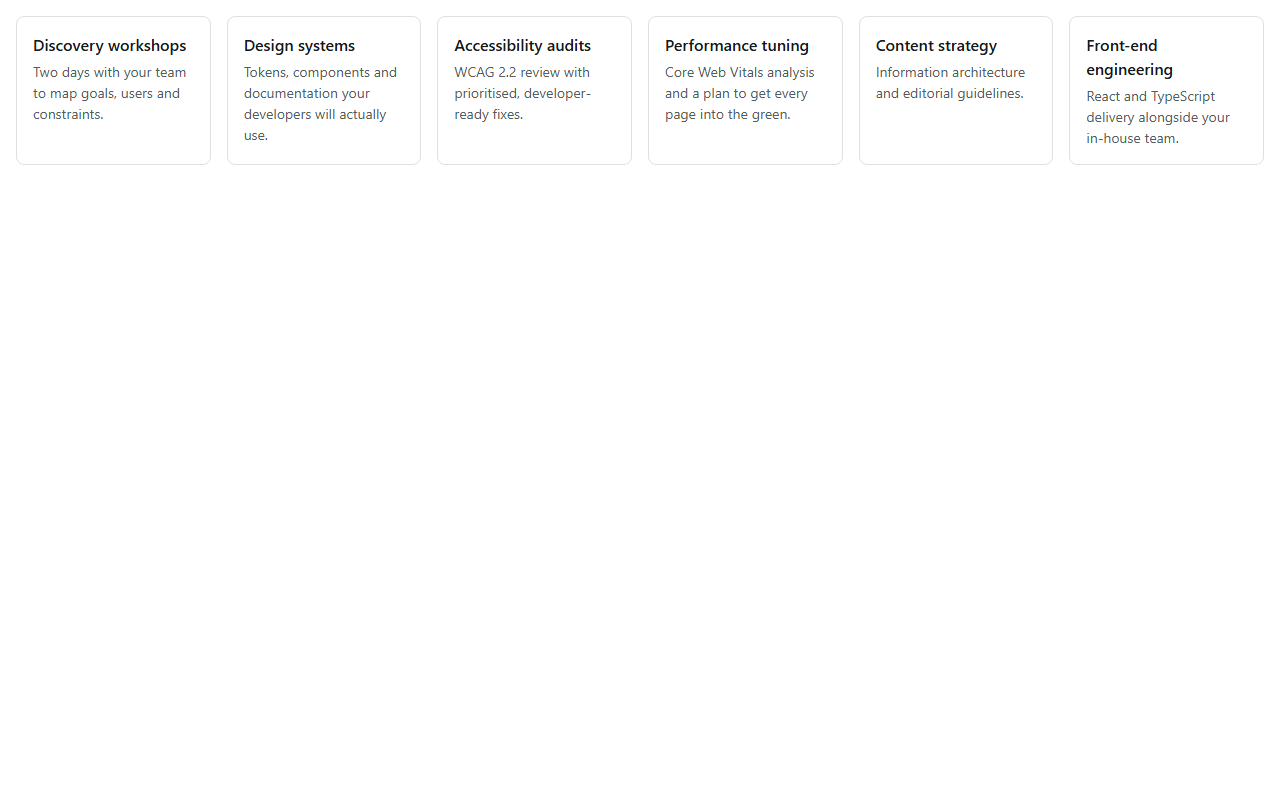 Discovery workshops
Two days with your team
to map goals, users and
constraints.
Design systems
Tokens, components and
documentation your
developers will actually
use.
Accessibility audits
WCAG 2.2 review with
prioritised, developer-
ready fixes.
Performance tuning
Core Web Vitals analysis
and a plan to get every
page into the green.
Content strategy
Information architecture
and editorial guidelines.
Front-end
engineering
React and TypeScript
delivery alongside your
in-house team.